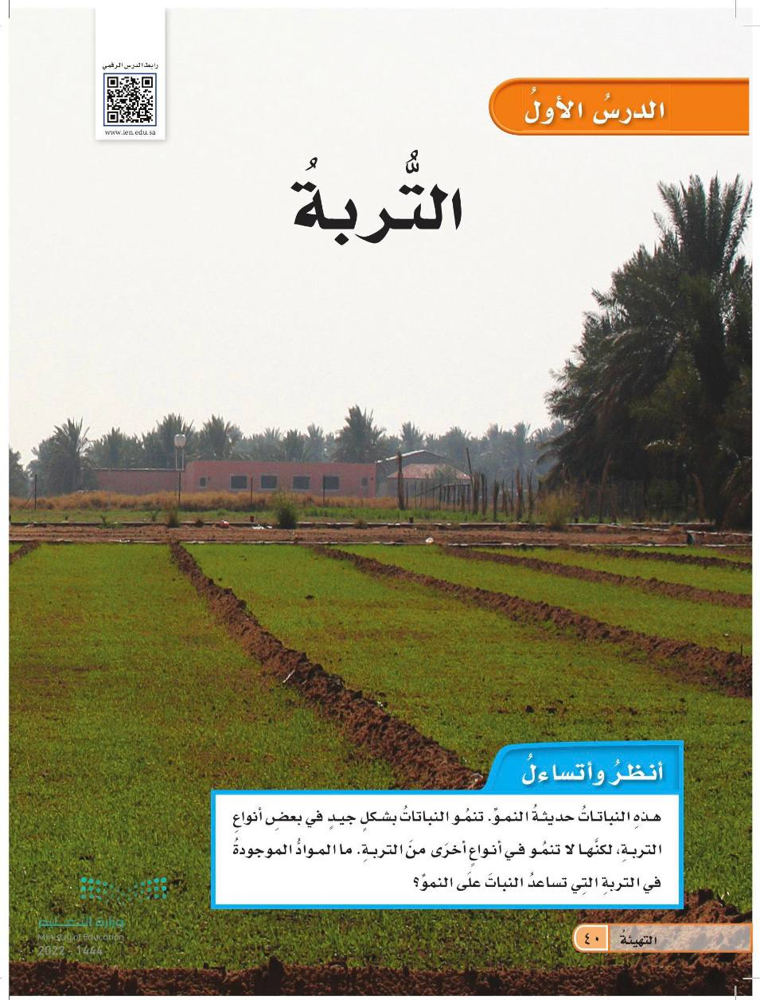 رابط الدرس الرقمي
www.ien.edu.sa
الدرسُ الأولُ
التُّربةُ
أنظرُ وأتساءلُ
هذهِ النباتاتُ حديثةُ النموِّ. تنمُو النباتاتُ بشكلٍ جيدٍ في بعضِ أنواعِ
التربةِ، لكنَّها لا تنمُو في أنواعٍ أخرَى منَ التربةِ. ما الموادُّ الموجودةُ
في التربةِ التِي تساعدُ النباتَ علَى النموِّ؟
وزارة التعليم
Ministry of Education
2022 - 1444
التهيئةُ ٤٠